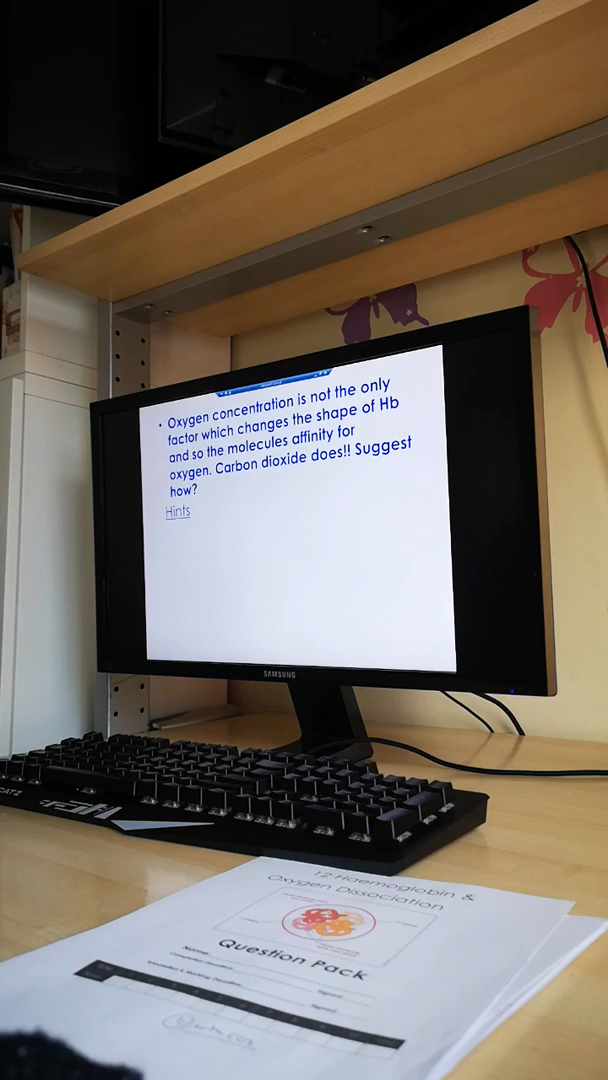 • Oxygen concentration is not the only
factor which changes the shape of Hb
and so the molecules affinity for
oxygen. Carbon dioxide does!! Suggest
how?
Hints
SAMSUNG
12 Haemoglobin &
Oxygen Dissociation
Question Pack
Name: